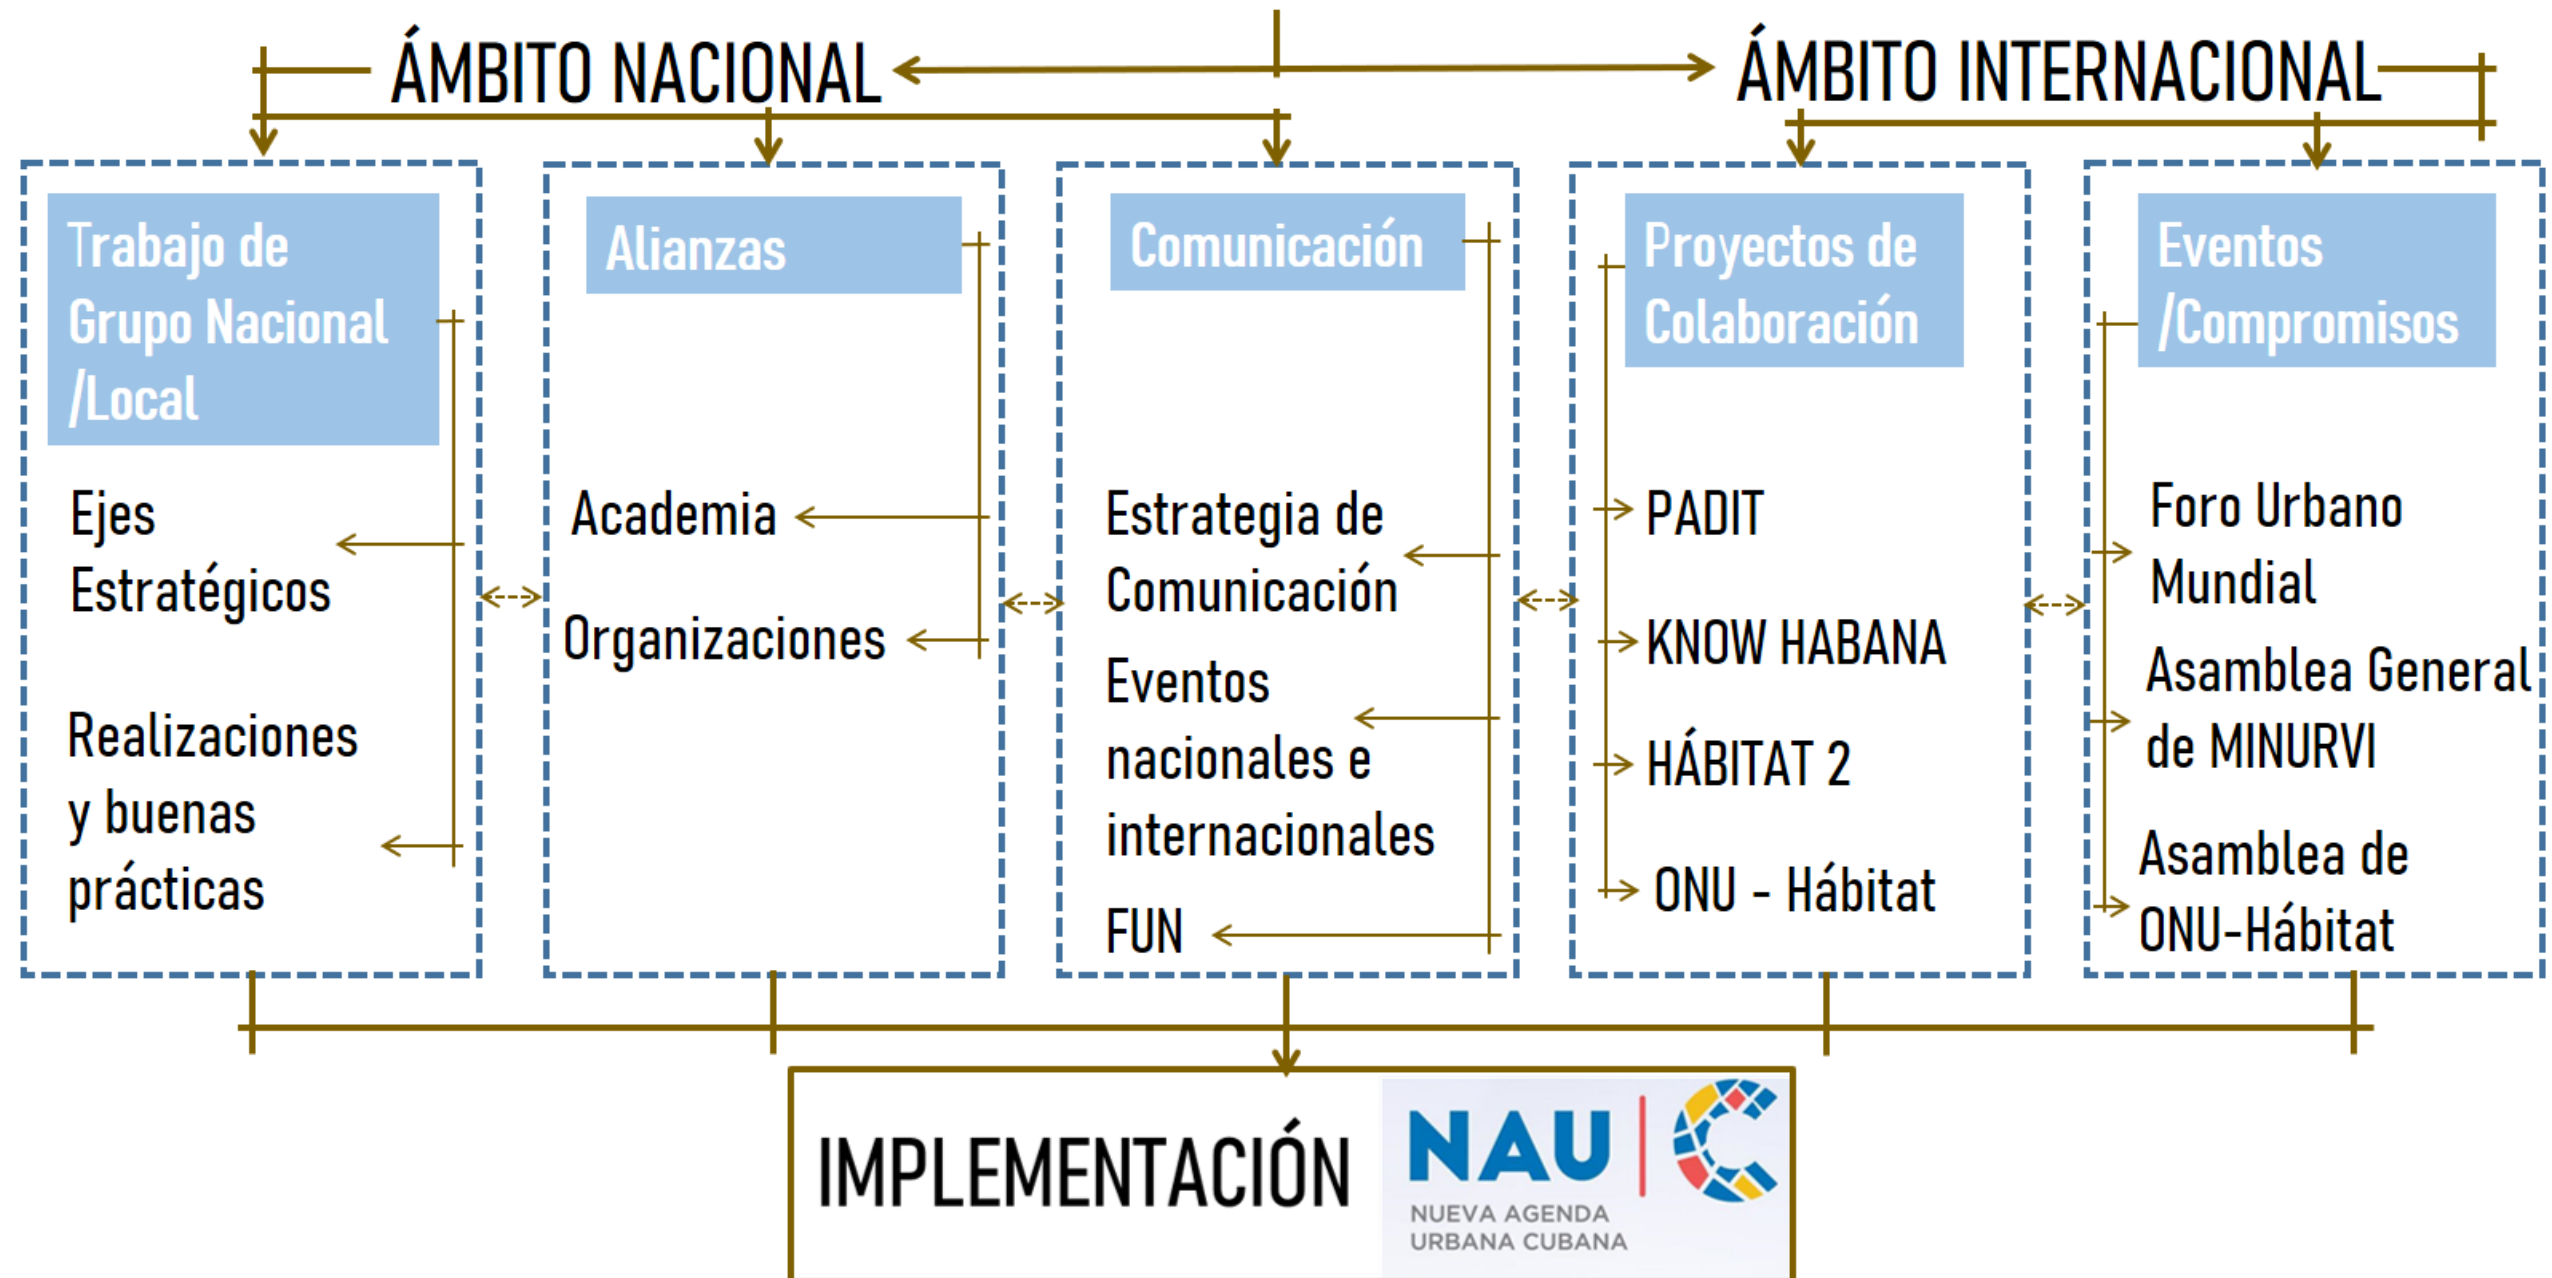 ÁMBITO NACIONAL
ÁMBITO INTERNACIONAL
Trabajo de
Grupo Nacional
/Local
Ejes
Estratégicos
Realizaciones
y buenas
prácticas
Alianzas
Academia
Organizaciones
Comunicación
Estrategia de
Comunicación
Eventos
nacionales e
internacionales
FUN
Proyectos de
Colaboración
PADIT
KNOW HABANA
HÁBITAT 2
ONU - Hábitat
Eventos
/Compromisos
Foro Urbano
Mundial
Asamblea General
de MINURVI
Asamblea de
ONU-Hábitat
IMPLEMENTACIÓN
NAU
NUEVA AGENDA
URBANA CUBANA